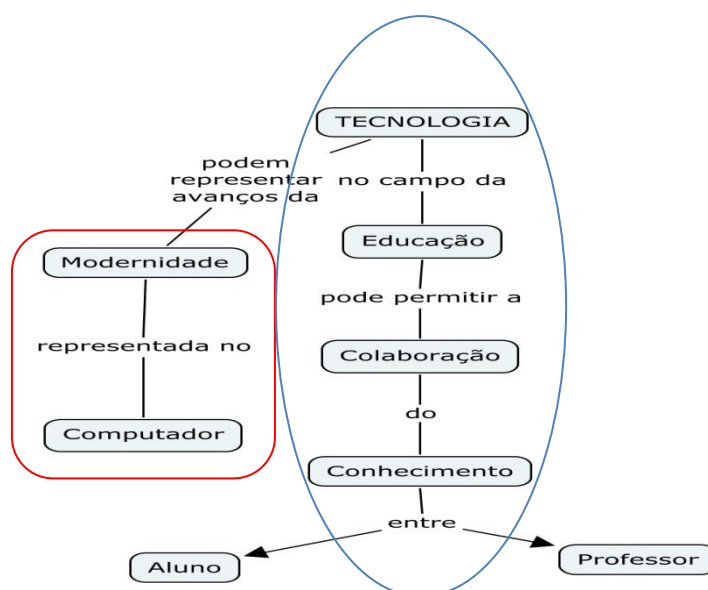 TECNOLOGIA
podem
representar
avanços da
no campo da
Modernidade
Educação
representada no
pode permitir a
Computador
Colaboração
do
Conhecimento
entre
Aluno
Professor